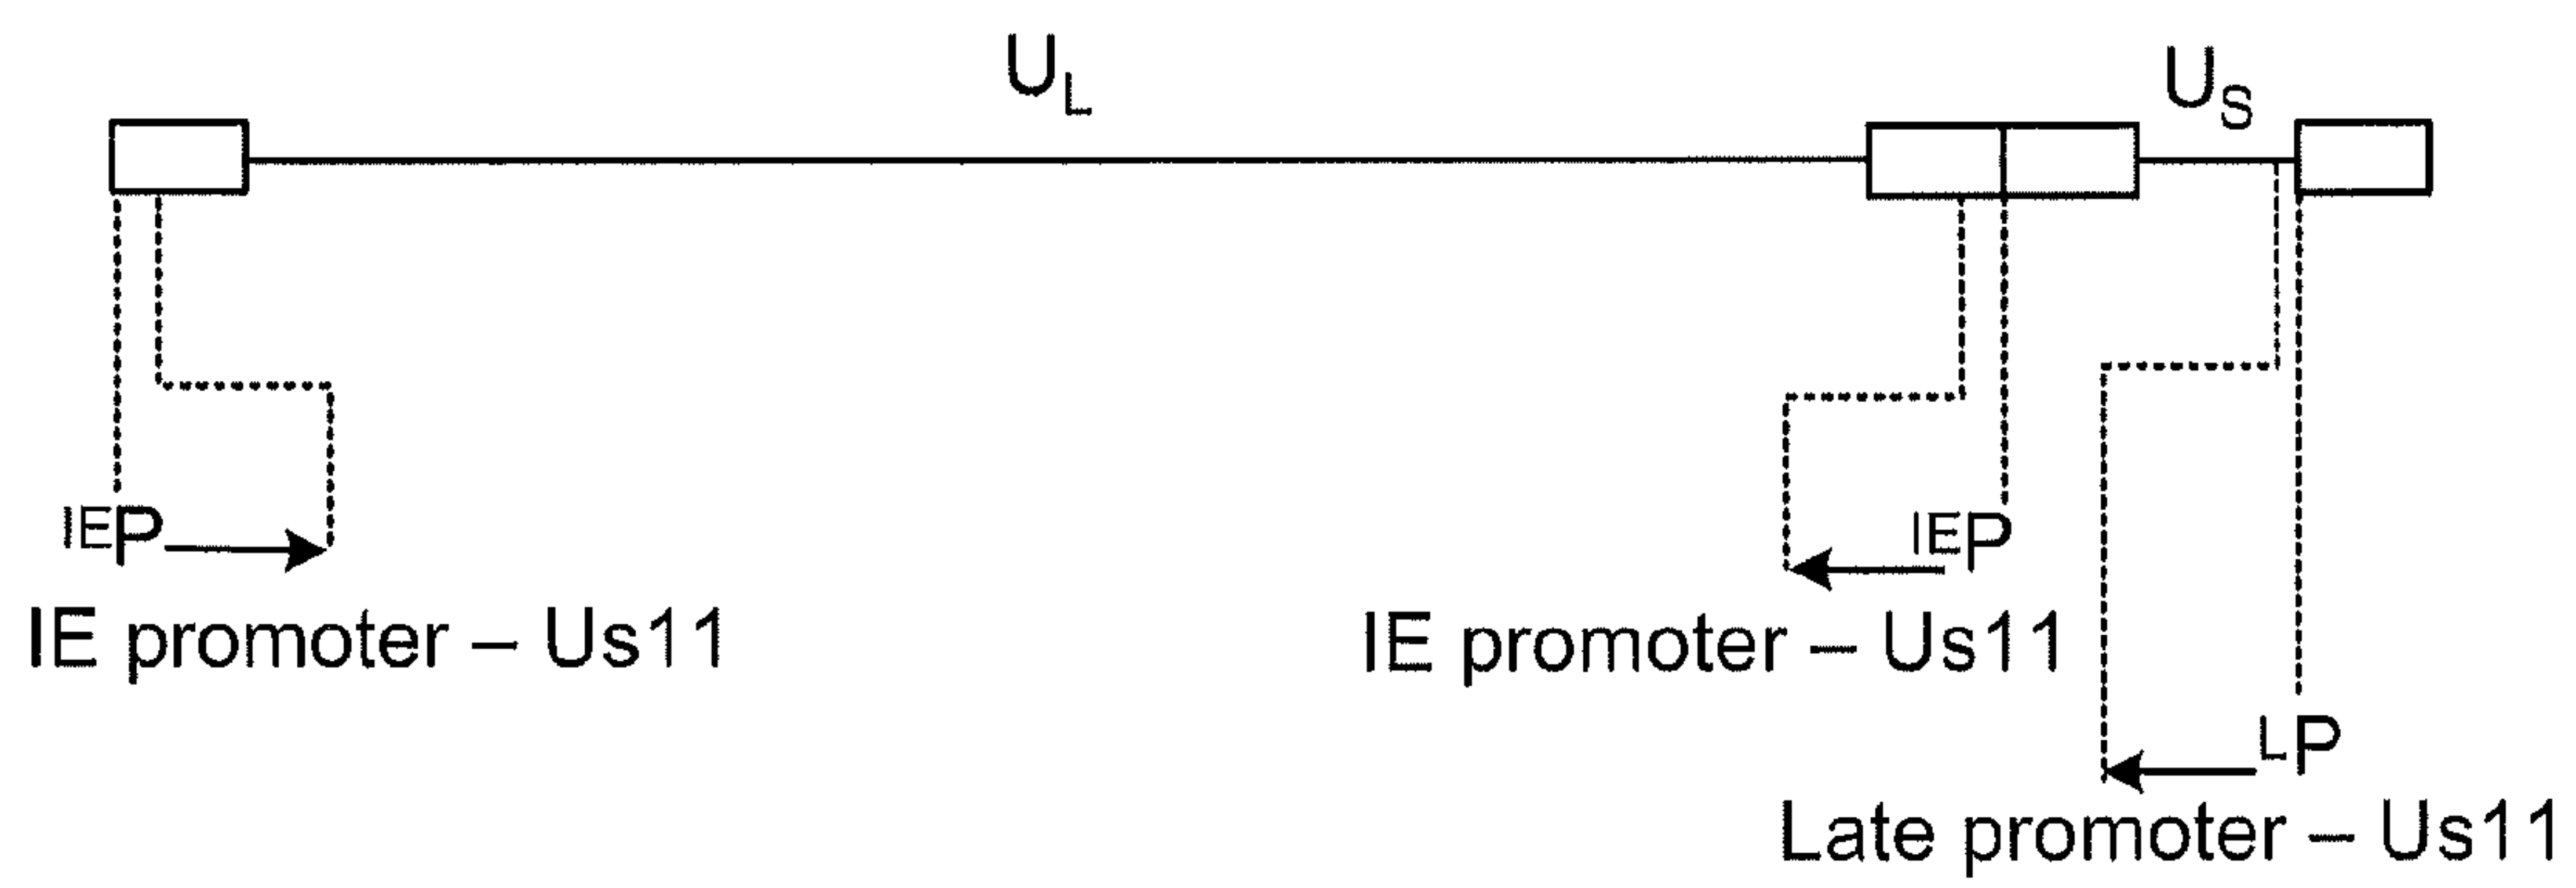 UL
US
IEP
IEP
IE promoter – Us11
IE promoter – Us11
LP
Late promoter – Us11